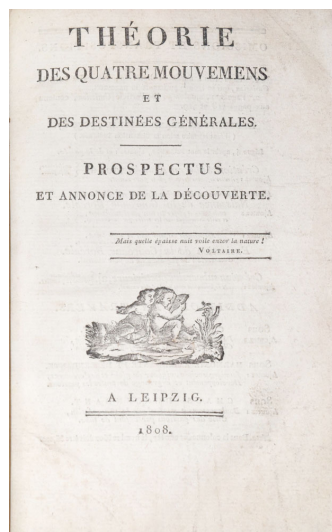 THÉORIE
DES QUATRE MOUVEMENS
ET
DES DESTINÉES GÉNÉRALES.
PROSPECTUS
ET ANNONCE DE LA DÉCOUVERTE.
Mais quelle épaisse nuit voile encor la nature !
VOLTAIRE.
A LEIPZIG.
1808.